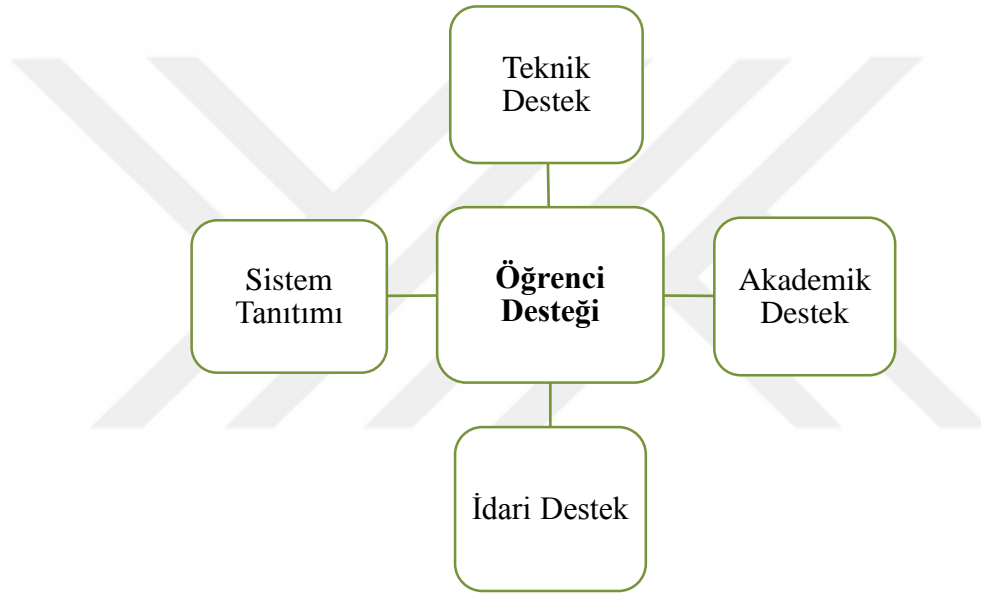 Teknik
Destek
Sistem
Tanıtımı
Öğrenci
Desteği
Akademik
Destek
İdari Destek